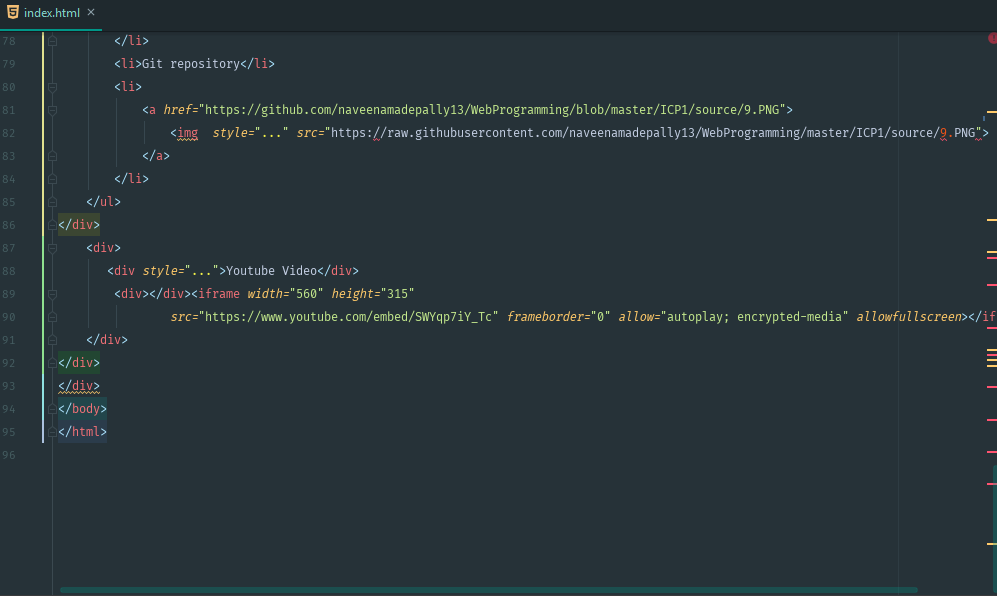 index.html ×
78 </li>
79 <li>Git repository</li>
80 <li>
81 <a href="https://github.com/naveenamadepally13/WebProgramming/blob/master/ICP1/source/9.PNG">
82 <img  style="..." src="https://raw.githubusercontent.com/naveenamadepally13/WebProgramming/master/ICP1/source/9.PNG">
83 </a>
84 </li>
85 </ul>
86 </div>
87 <div>
88 <div style="...">Youtube Video</div>
89 <div></div><iframe width="560" height="315"
90 src="https://www.youtube.com/embed/SWYqp7iY_Tc" frameborder="0" allow="autoplay; encrypted-media" allowfullscreen></if
91 </div>
92 </div>
93 </div>
94 </body>
95 </html>
96